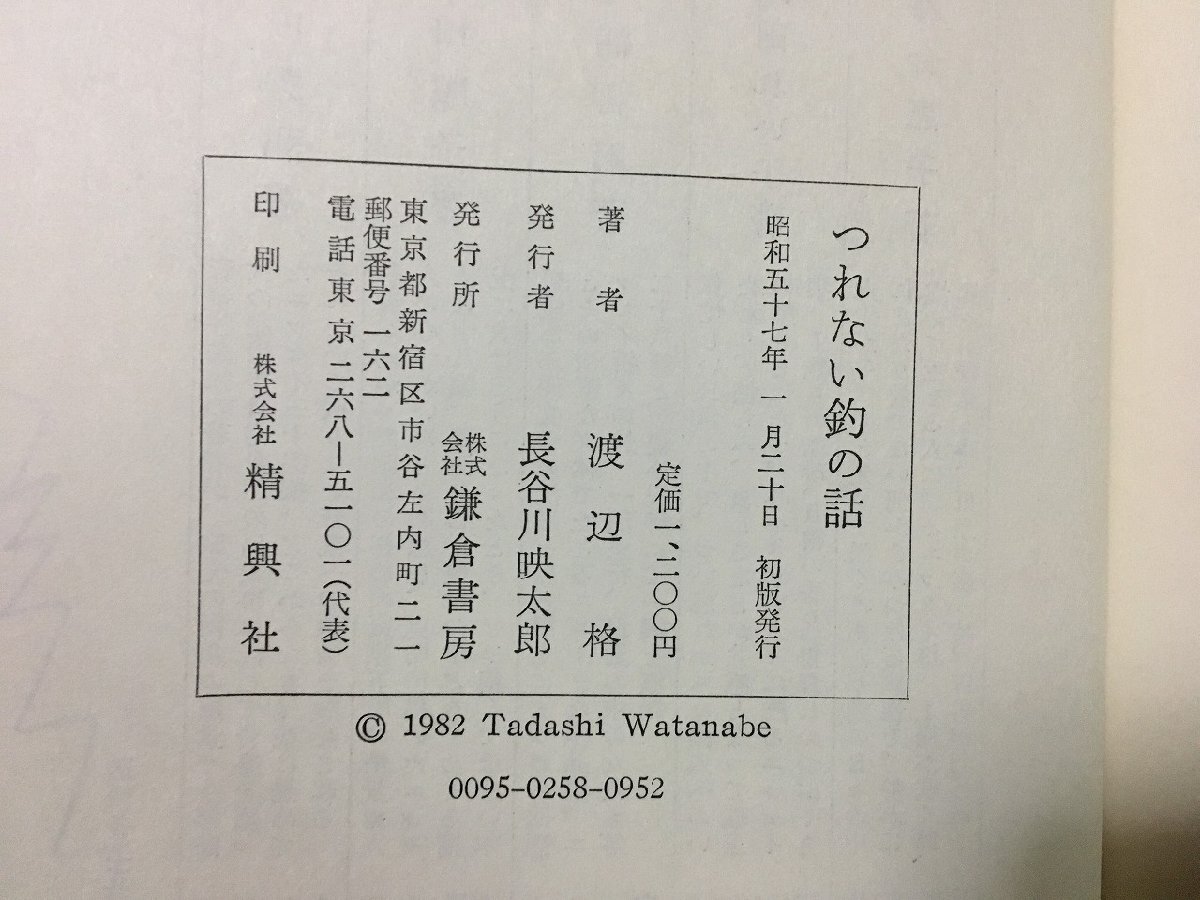 つれない釣の話
昭和五十七年一月二十日　初版発行
定価一、二〇〇円
著者　渡辺格
発行者　長谷川映太郎
発行所　株式会社鎌倉書房
東京都新宿区市谷左内町二一
郵便番号一六二
電話東京二六八―五一〇一(代表)
印刷　株式会社精興社
© 1982 Tadashi Watanabe
0095-0258-0952